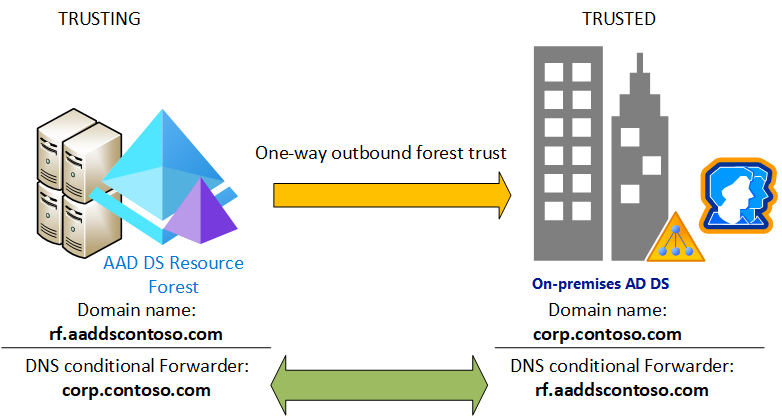 TRUSTING
TRUSTED
One-way outbound forest trust
AAD DS Resource
Forest
Domain name:
rf.aaddscontoso.com
DNS conditional Forwarder:
corp.contoso.com
On-premises AD DS
Domain name:
corp.contoso.com
DNS conditional Forwarder:
rf.aaddscontoso.com